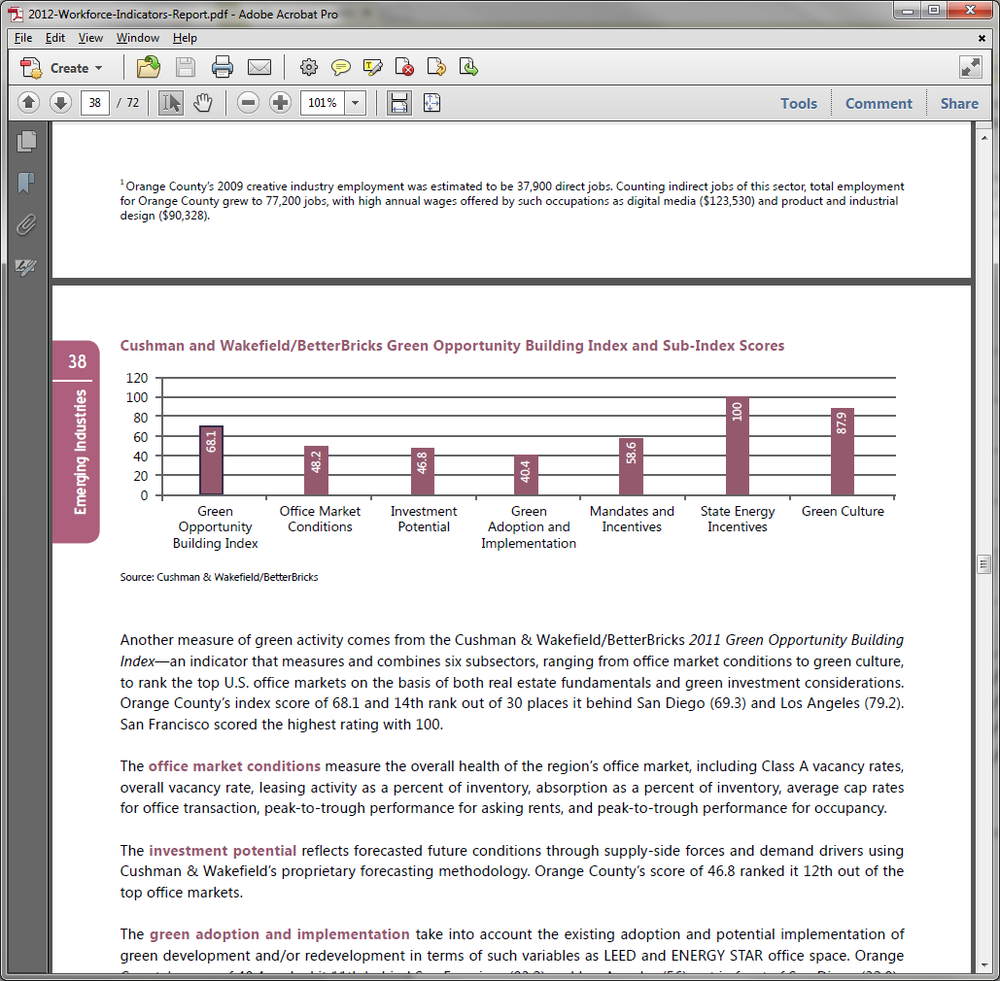 2012-Workforce-Indicators-Report.pdf - Adobe Acrobat Pro
File Edit View Window Help
Create
38 / 72 101% Tools Comment Share
1 Orange County's 2009 creative industry employment was estimated to be 37,900 direct jobs. Counting indirect jobs of this sector, total employment
for Orange County grew to 77,200 jobs, with high annual wages offered by such occupations as digital media ($123,530) and product and industrial
design ($90,328).
38
Emerging Industries
Cushman and Wakefield/BetterBricks Green Opportunity Building Index and Sub-Index Scores
120
100
80
60
40
20
0
68.1
48.2
46.8
40.4
58.6
100
87.9
Green
Opportunity
Building Index
Office Market
Conditions
Investment
Potential
Green
Adoption and
Implementation
Mandates and
Incentives
State Energy
Incentives
Green Culture
Source: Cushman & Wakefield/BetterBricks
Another measure of green activity comes from the Cushman & Wakefield/BetterBricks 2011 Green Opportunity Building
Index—an indicator that measures and combines six subsectors, ranging from office market conditions to green culture,
to rank the top U.S. office markets on the basis of both real estate fundamentals and green investment considerations.
Orange County's index score of 68.1 and 14th rank out of 30 places it behind San Diego (69.3) and Los Angeles (79.2).
San Francisco scored the highest rating with 100.
The office market conditions measure the overall health of the region's office market, including Class A vacancy rates,
overall vacancy rate, leasing activity as a percent of inventory, absorption as a percent of inventory, average cap rates
for office transaction, peak-to-trough performance for asking rents, and peak-to-trough performance for occupancy.
The investment potential reflects forecasted future conditions through supply-side forces and demand drivers using
Cushman & Wakefield's proprietary forecasting methodology. Orange County's score of 46.8 ranked it 12th out of the
top office markets.
The green adoption and implementation take into account the existing adoption and potential implementation of
green development and/or redevelopment in terms of such variables as LEED and ENERGY STAR office space. Orange